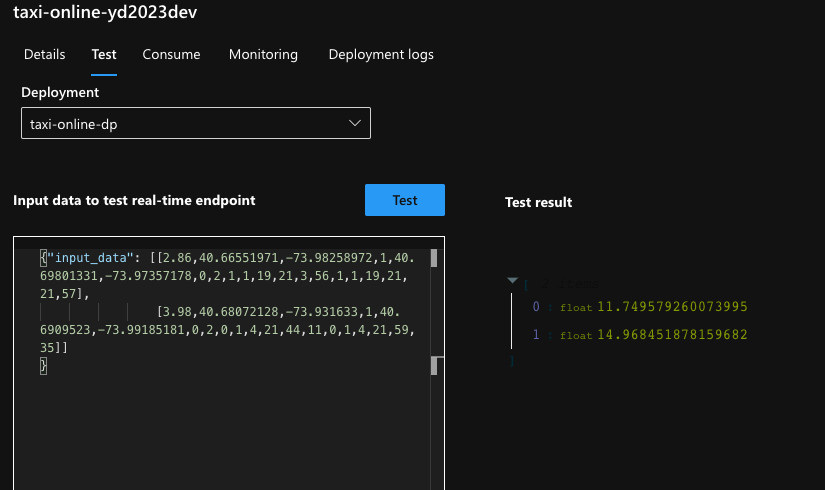 taxi-online-yd2023dev
Details Test Consume Monitoring Deployment logs
Deployment
taxi-online-dp
Input data to test real-time endpoint
Test
Test result
{"input_data": [[2.86,40.66551971,-73.98258972,1,40.
69801331,-73.97357178,0,2,1,1,19,21,3,56,1,1,19,21,
21,57],
[3.98,40.68072128,-73.931633,1,40.
6909523,-73.99185181,0,2,0,1,4,21,44,11,0,1,4,21,59,
35]]
}
[ 2 items
0 : float 11.749579260073995
1 : float 14.968451878159682
]